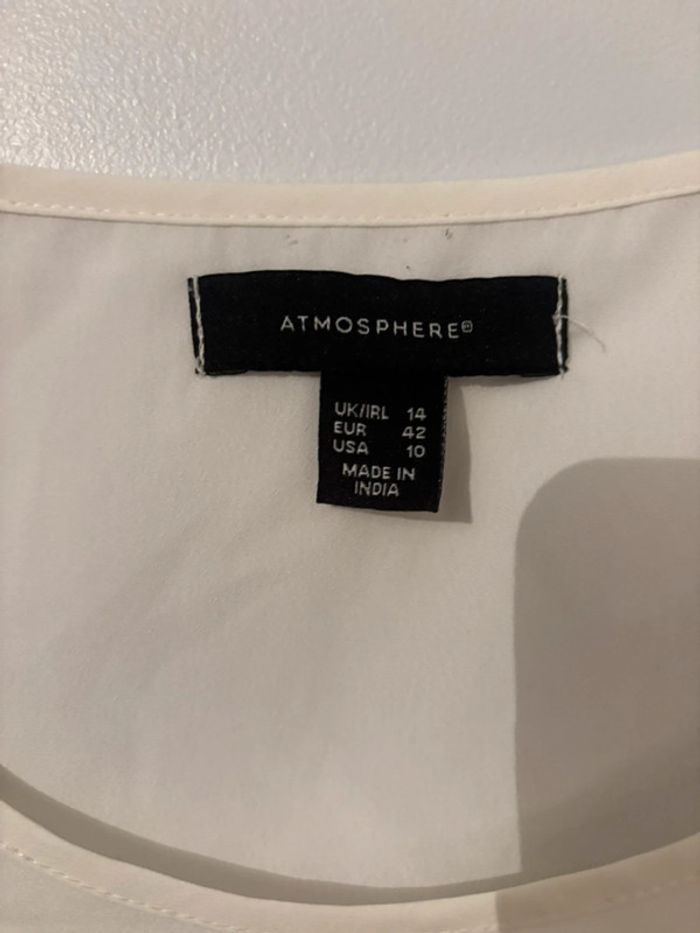 ATMOSPHERE®
UK/IRL 14
EUR 42
USA 10
MADE IN
INDIA